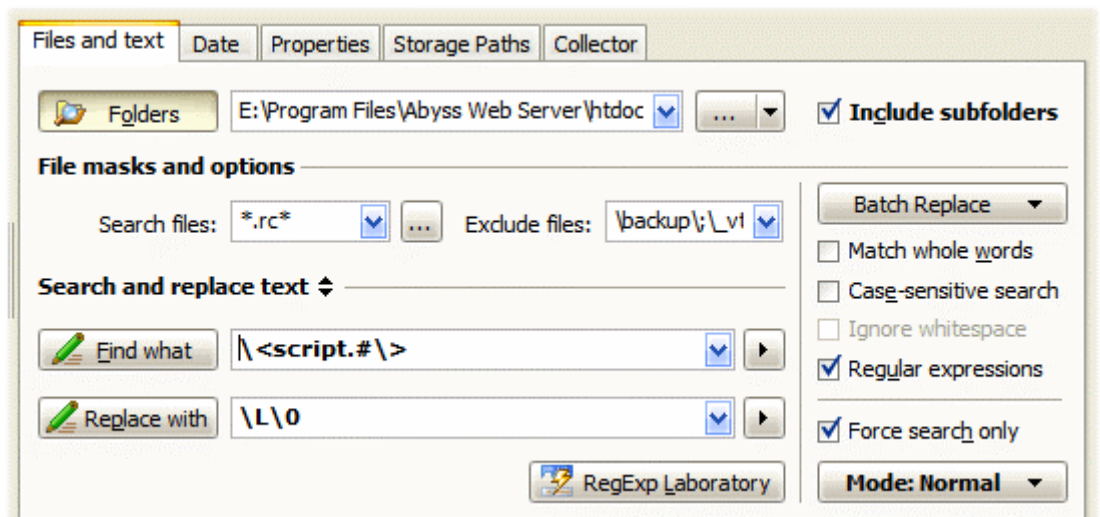 Files and text Date Properties Storage Paths Collector
Folders E:\Program Files\Abyss Web Server\htdoc ... Include subfolders
File masks and options
Search files: *.rc* ... Exclude files: \backup\;\_vt Batch Replace
Match whole words
Search and replace text Case-sensitive search
Ignore whitespace
Find what \<script.#\> Regular expressions
Replace with \L\0 Force search only
RegExp Laboratory Mode: Normal